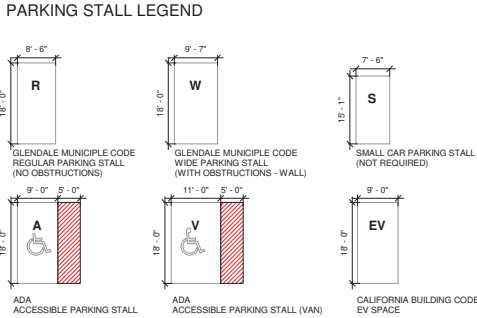 PARKING STALL LEGEND
8' - 6"
9' - 7"
7' - 6"
R
W
S
18' - 0"
18' - 0"
15' - 1"
GLENDALE MUNICIPLE CODE
REGULAR PARKING STALL
(NO OBSTRUCTIONS)
GLENDALE MUNICIPLE CODE
WIDE PARKING STALL
(WITH OBSTRUCTIONS - WALL)
SMALL CAR PARKING STALL
(NOT REQUIRED)
9' - 0" 5' - 0"
11' - 0" 5' - 0"
9' - 0"
A
V
EV
18' - 0"
18' - 0"
18' - 0"
ADA
ACCESSIBLE PARKING STALL
ADA
ACCESSIBLE PARKING STALL (VAN)
CALIFORNIA BUILDING CODE
EV SPACE